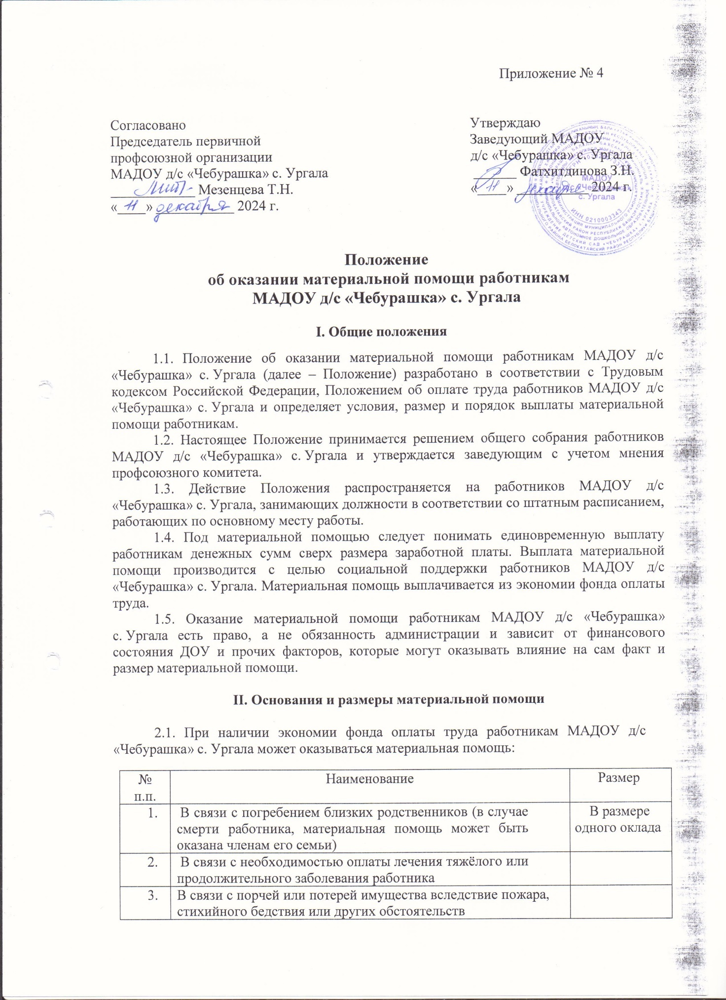 Приложение № 4
Согласовано
Председатель первичной
профсоюзной организации
МАДОУ д/с «Чебурашка» с. Ургала
Мезенцева Т.Н.
«11» декабря 2024 г.
Утверждаю
Заведующий МАДОУ
д/с «Чебурашка» с. Ургала
Фатхитдинова З.Н.
«11» декабря 2024 г.
МАДОУ
д/с «Чебурашка»
с. Ургала
ИНН 0210003343
Положение
об оказании материальной помощи работникам
МАДОУ д/с «Чебурашка» с. Ургала
I. Общие положения
1.1. Положение об оказании материальной помощи работникам МАДОУ д/с
«Чебурашка» с. Ургала (далее – Положение) разработано в соответствии с Трудовым
кодексом Российской Федерации, Положением об оплате труда работников МАДОУ д/с
«Чебурашка» с. Ургала и определяет условия, размер и порядок выплаты материальной
помощи работникам.
1.2. Настоящее Положение принимается решением общего собрания работников
МАДОУ д/с «Чебурашка» с. Ургала и утверждается заведующим с учетом мнения
профсоюзного комитета.
1.3. Действие Положения распространяется на работников МАДОУ д/с
«Чебурашка» с. Ургала, занимающих должности в соответствии со штатным расписанием,
работающих по основному месту работы.
1.4. Под материальной помощью следует понимать единовременную выплату
работникам денежных сумм сверх размера заработной платы. Выплата материальной
помощи производится с целью социальной поддержки работников МАДОУ д/с
«Чебурашка» с. Ургала. Материальная помощь выплачивается из экономии фонда оплаты
труда.
1.5. Оказание материальной помощи работникам МАДОУ д/с «Чебурашка»
с. Ургала есть право, а не обязанность администрации и зависит от финансового
состояния ДОУ и прочих факторов, которые могут оказывать влияние на сам факт и
размер материальной помощи.
II. Основания и размеры материальной помощи
2.1. При наличии экономии фонда оплаты труда работникам МАДОУ д/с
«Чебурашка» с. Ургала может оказываться материальная помощь:
№ Наименование Размер
п.п.
1. В связи с погребением близких родственников (в случае В размере
смерти работника, материальная помощь может быть одного оклада
оказана членам его семьи)
2. В связи с необходимостью оплаты лечения тяжёлого или
продолжительного заболевания работника
3. В связи с порчей или потерей имущества вследствие пожара,
стихийного бедствия или других обстоятельств